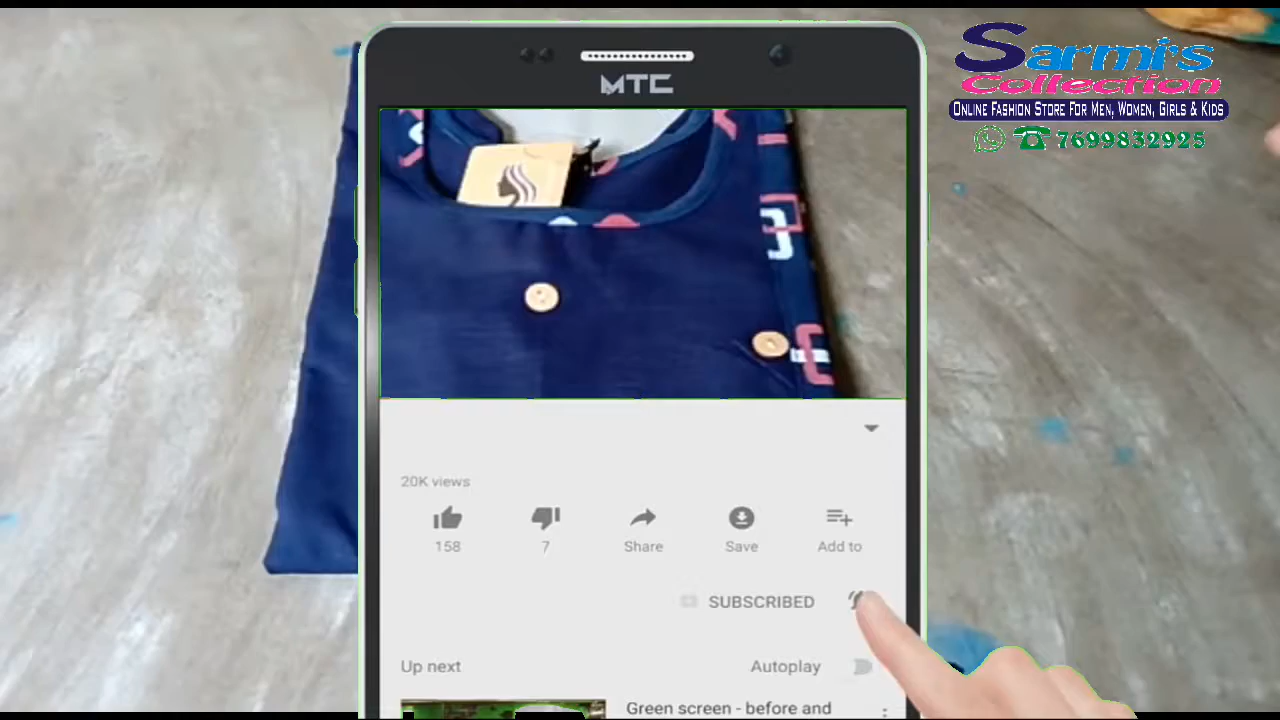 Sarmi's
Collection
ONLINE FASHION STORE FOR MEN, WOMEN, GIRLS & KIDS
7699832925
MTC
20K views
158
7
Share
Save
Add to
SUBSCRIBED
Up next
Autoplay
Green screen - before and